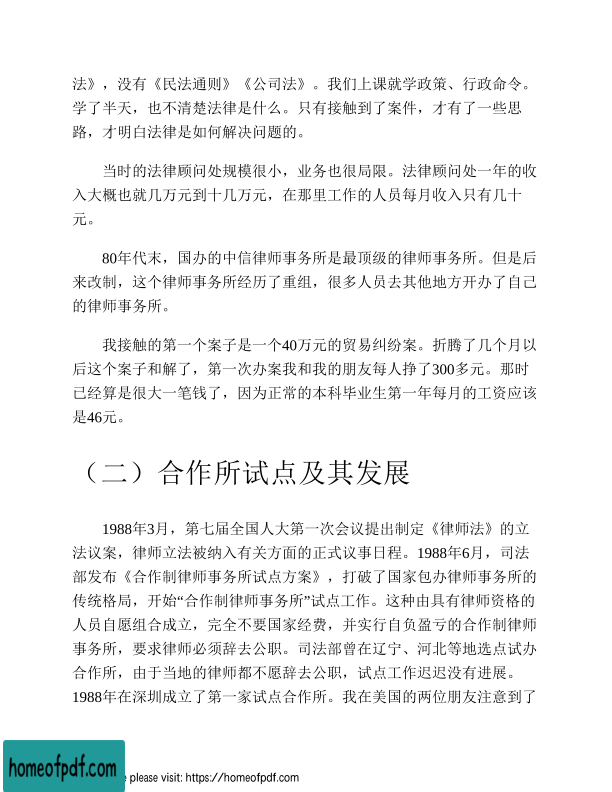 法》，没有《民法通则》《公司法》。我们上课就学政策、行政命令。
学了半天，也不清楚法律是什么。只有接触到了案件，才有了一些思
路，才明白法律是如何解决问题的。
当时的法律顾问处规模很小，业务也很局限。法律顾问处一年的收
入大概也就几万元到十几万元，在那里工作的人员每月收入只有几十
元。
80年代末，国办的中信律师事务所是最顶级的律师事务所。但是后
来改制，这个律师事务所经历了重组，很多人员去其他地方开办了自己
的律师事务所。
我接触的第一个案子是一个40万元的贸易纠纷案。折腾了几个月以
后这个案子和解了，第一次办案我和我的朋友每人挣了300多元。那时
已经算是很大一笔钱了，因为正常的本科毕业生第一年每月的工资应该
是46元。
（二）合作所试点及其发展
1988年3月，第七届全国人大第一次会议提出制定《律师法》的立
法议案，律师立法被纳入有关方面的正式议事日程。1988年6月，司法
部发布《合作制律师事务所试点方案》，打破了国家包办律师事务所的
传统格局，开始“合作制律师事务所”试点工作。这种由具有律师资格的
人员自愿组合成立，完全不要国家经费，并实行自负盈亏的合作制律师
事务所，要求律师必须辞去公职。司法部曾在辽宁、河北等地选点试办
合作所，由于当地的律师都不愿辞去公职，试点工作迟迟没有进展。
1988年在深圳成立了第一家试点合作所。我在美国的两位朋友注意到了
homeofpdf.com
e please visit: https://homeofpdf.com